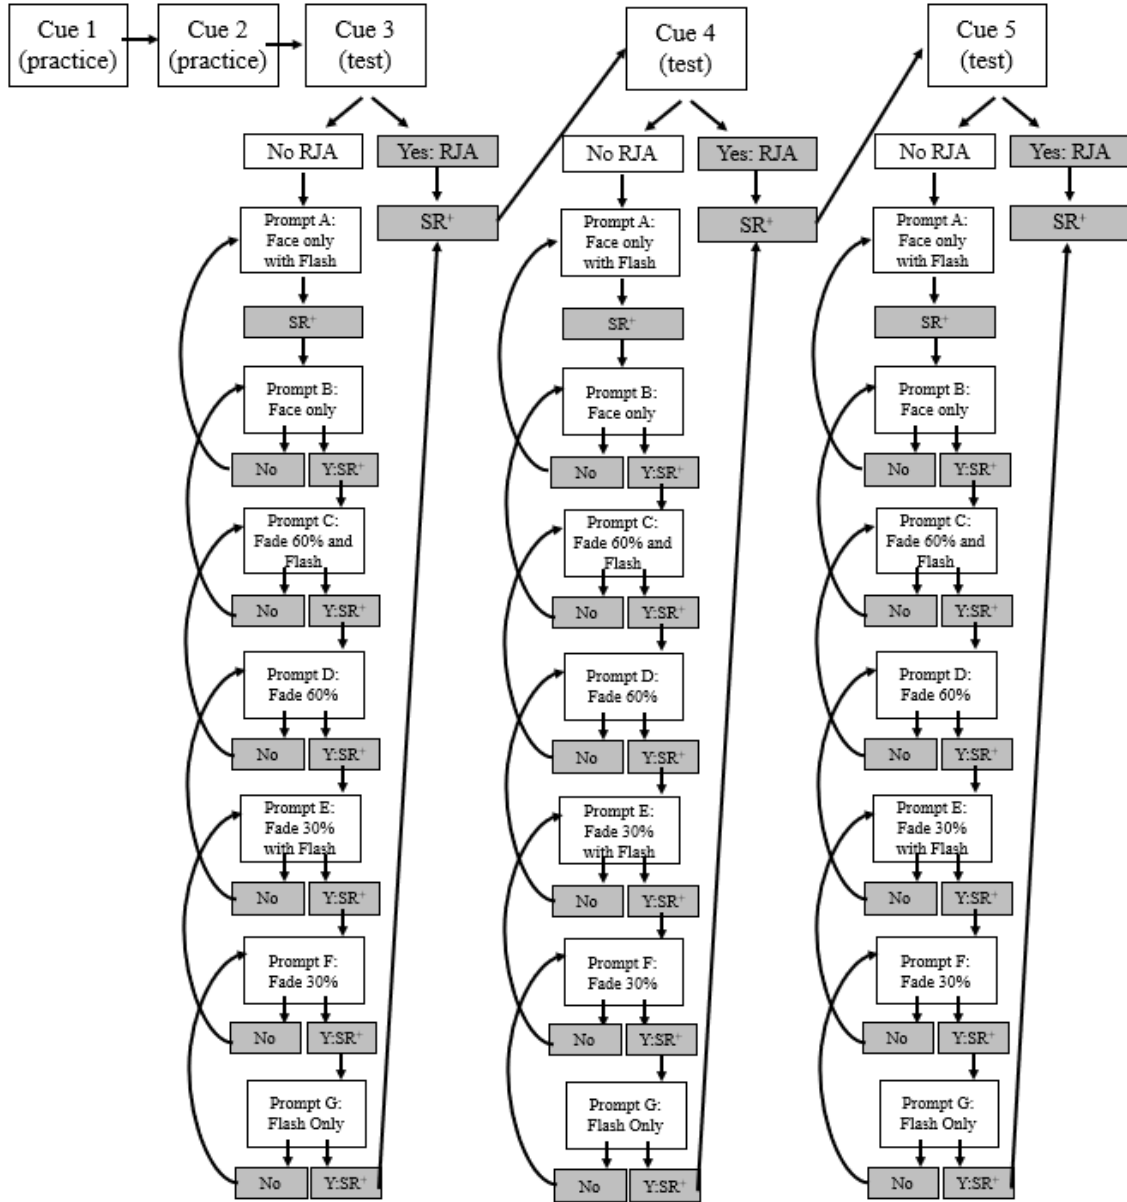 Cue 1
(practice)
Cue 2
(practice)
Cue 3
(test)
Cue 4
(test)
Cue 5
(test)
No RJA
Yes: RJA
SR⁺
Prompt A:
Face only
with Flash
SR⁺
Prompt B:
Face only
No
Y:SR⁺
Prompt C:
Fade 60% and
Flash
No
Y:SR⁺
Prompt D:
Fade 60%
No
Y:SR⁺
Prompt E:
Fade 30%
with Flash
No
Y:SR⁺
Prompt F:
Fade 30%
No
Y:SR⁺
Prompt G:
Flash Only
No
Y:SR⁺
No RJA
Yes: RJA
SR⁺
Prompt A:
Face only
with Flash
SR⁺
Prompt B:
Face only
No
Y:SR⁺
Prompt C:
Fade 60% and
Flash
No
Y:SR⁺
Prompt D:
Fade 60%
No
Y:SR⁺
Prompt E:
Fade 30%
with Flash
No
Y:SR⁺
Prompt F:
Fade 30%
No
Y:SR⁺
Prompt G:
Flash Only
No
Y:SR⁺
No RJA
Yes: RJA
SR⁺
Prompt A:
Face only
with Flash
SR⁺
Prompt B:
Face only
No
Y:SR⁺
Prompt C:
Fade 60% and
Flash
No
Y:SR⁺
Prompt D:
Fade 60%
No
Y:SR⁺
Prompt E:
Fade 30%
with Flash
No
Y:SR⁺
Prompt F:
Fade 30%
No
Y:SR⁺
Prompt G:
Flash Only
No
Y:SR⁺